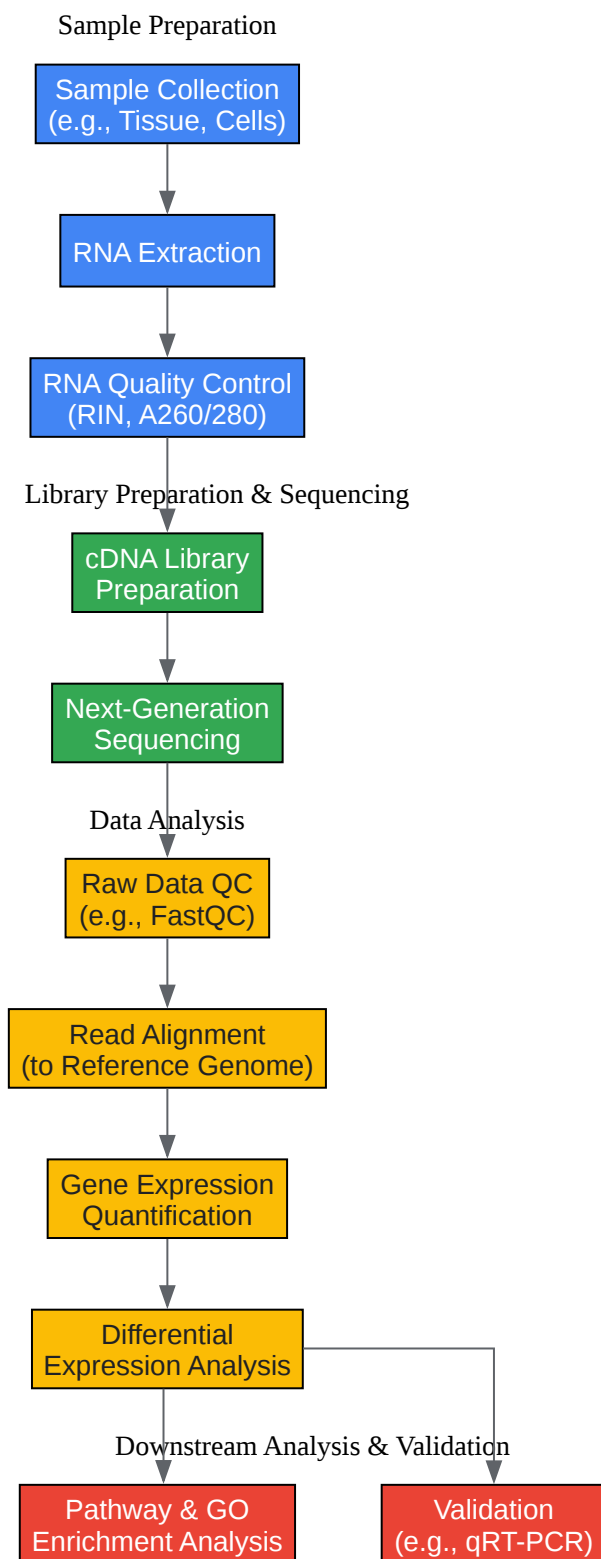 Sample Preparation
Sample Collection
(e.g., Tissue, Cells)
RNA Extraction
RNA Quality Control
(RIN, A260/280)
Library Preparation & Sequencing
cDNA Library
Preparation
Next-Generation
Sequencing
Data Analysis
Raw Data QC
(e.g., FastQC)
Read Alignment
(to Reference Genome)
Gene Expression
Quantification
Differential
Expression Analysis
Downstream Analysis & Validation
Pathway & GO
Enrichment Analysis
Validation
(e.g., qRT-PCR)